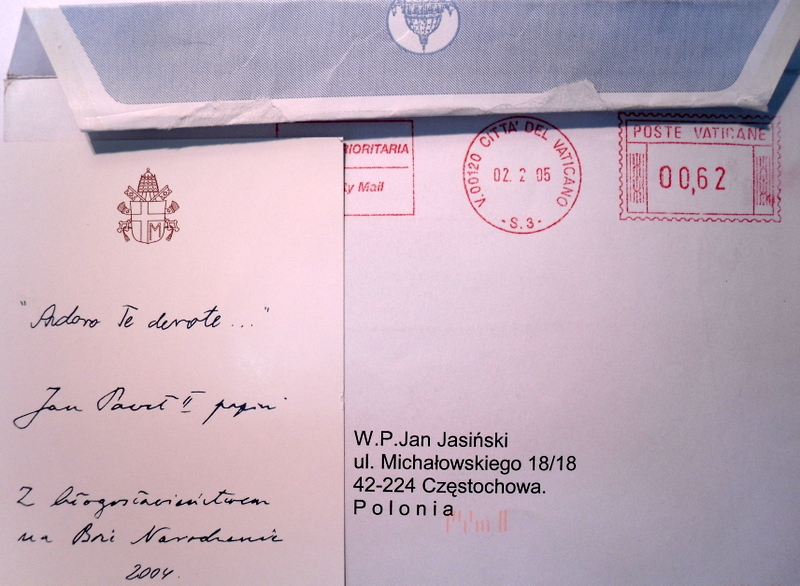 RIORITARIA
ty Mail
V-00120 CITTA' DEL VATICANO
02. 2 05
- S.3 -
POSTE VATICANE
00,62
M
"Adoro Te devote..."
Jan Paweł II papież
Z błogosławieństwem
na Boże Narodzenie
2004.
W.P.Jan Jasiński
ul. Michałowskiego 18/18
42-224 Częstochowa.
Polonia